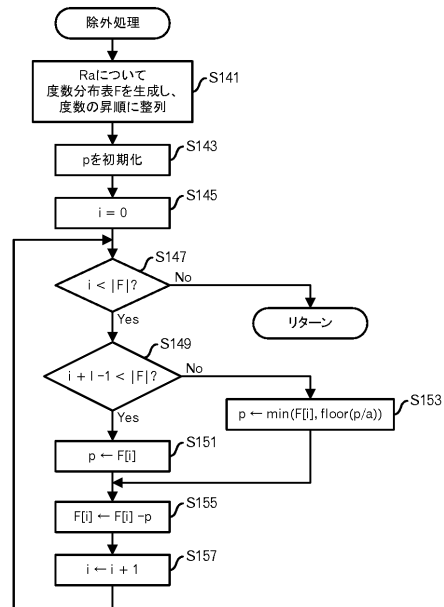 除外処理
Raについて
度数分布表Fを生成し、
度数の昇順に整列
S141
pを初期化
S143
i = 0
S145
i < |F|?
S147
No
リターン
Yes
i + l -1 < |F|?
S149
No
p ← min(F[i], floor(p/a))
S153
Yes
p ← F[i]
S151
F[i] ← F[i] -p
S155
i ← i + 1
S157